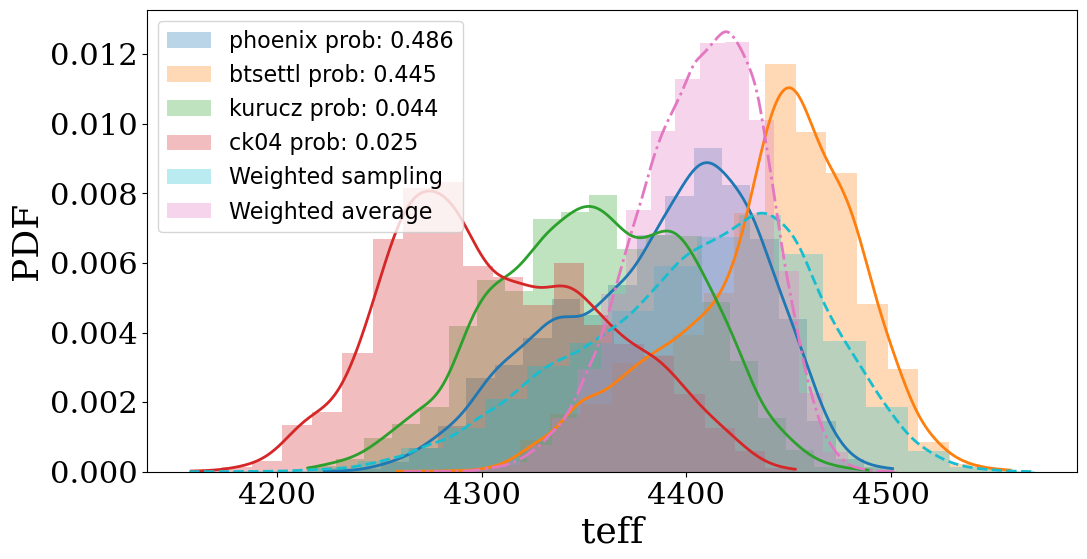 phoenix prob: 0.486
btsettl prob: 0.445
kurucz prob: 0.044
ck04 prob: 0.025
Weighted sampling
Weighted average
PDF
0.012
0.010
0.008
0.006
0.004
0.002
0.000
4200 4300 4400 4500
teff